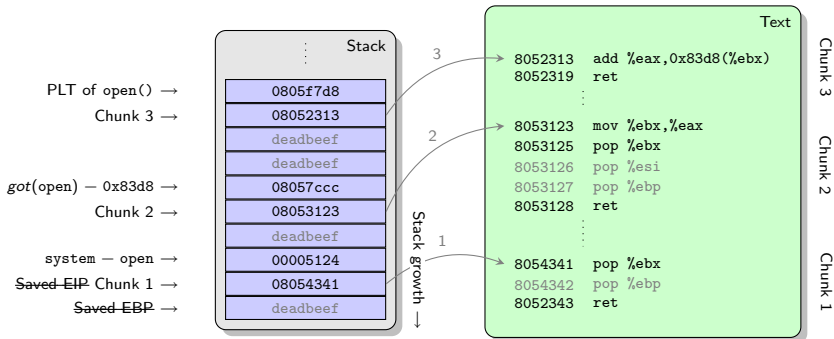 Stack
PLT of open() → 0805f7d8
Chunk 3 → 08052313
deadbeef
deadbeef
got(open) − 0x83d8 → 08057ccc
Chunk 2 → 08053123
deadbeef
system − open → 00005124
Saved EIP Chunk 1 → 08054341
Saved EBP → deadbeef
Stack growth →
3
2
1
Text
8052313 add %eax,0x83d8(%ebx)
8052319 ret
Chunk 3
8053123 mov %ebx,%eax
8053125 pop %ebx
8053126 pop %esi
8053127 pop %ebp
8053128 ret
Chunk 2
8054341 pop %ebx
8054342 pop %ebp
8052343 ret
Chunk 1